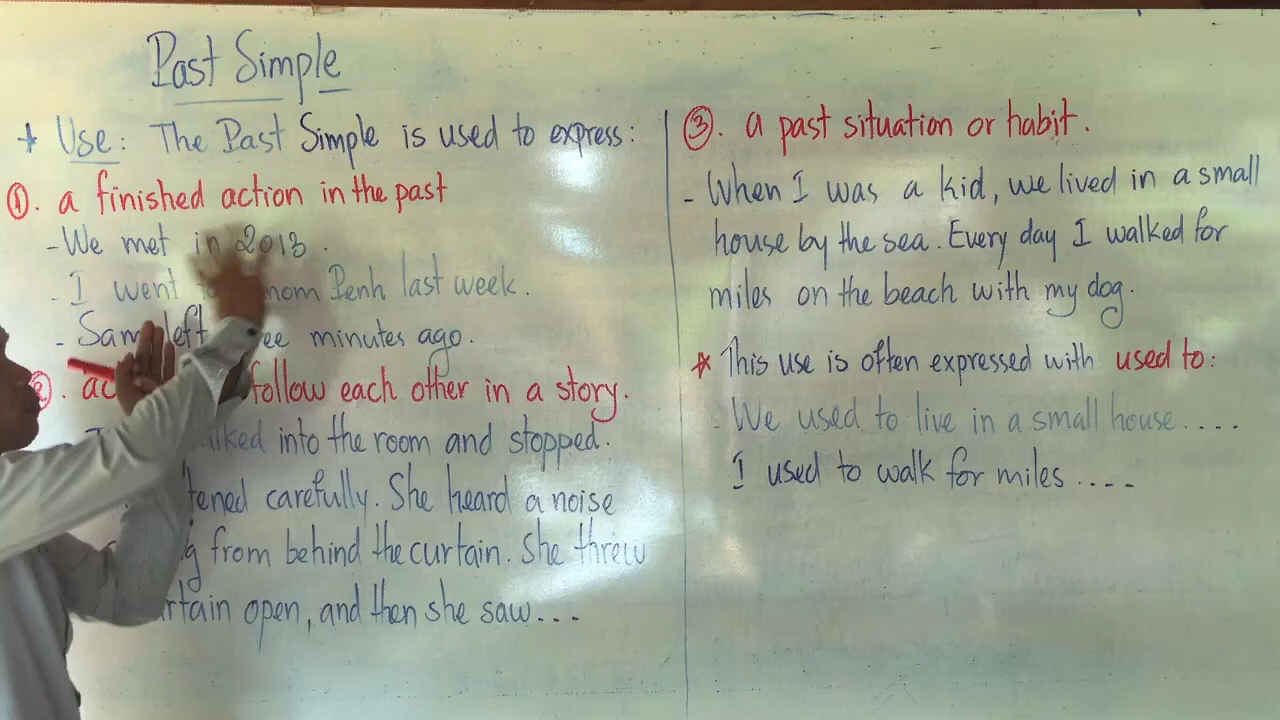 Past Simple
* Use: The Past Simple is used to express:
①. a finished action in the past
- We met in 2013.
- I went Penh last week.
- Sam left minutes ago.
②. follow each other in a story.
into the room and stopped.
carefully. She heard a noise
from behind the curtain. She threw
open, and then she saw...
③. a past situation or habit.
- When I was a kid, we lived in a small
house by the sea. Every day I walked for
miles on the beach with my dog.
* This use is often expressed with used to:
- We used to live in a small house....
I used to walk for miles ....